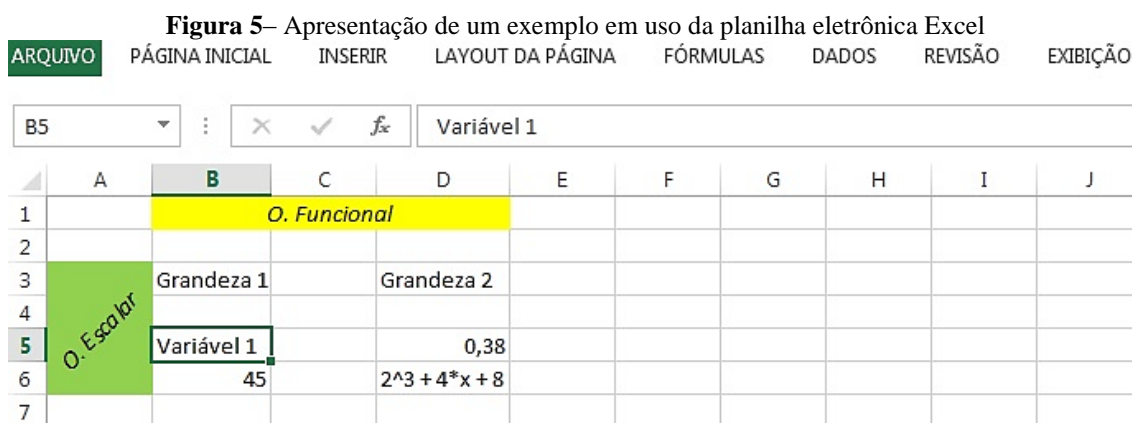 Figura 5– Apresentação de um exemplo em uso da planilha eletrônica Excel
ARQUIVO PÁGINA INICIAL INSERIR LAYOUT DA PÁGINA FÓRMULAS DADOS REVISÃO EXIBIÇÃO
B5 fx Variável 1
A B C D E F G H I J
1 O. Funcional
2
3 Grandeza 1 Grandeza 2
4
O. Escalar
5 Variável 1 0,38
6 45 2^3 + 4*x + 8
7